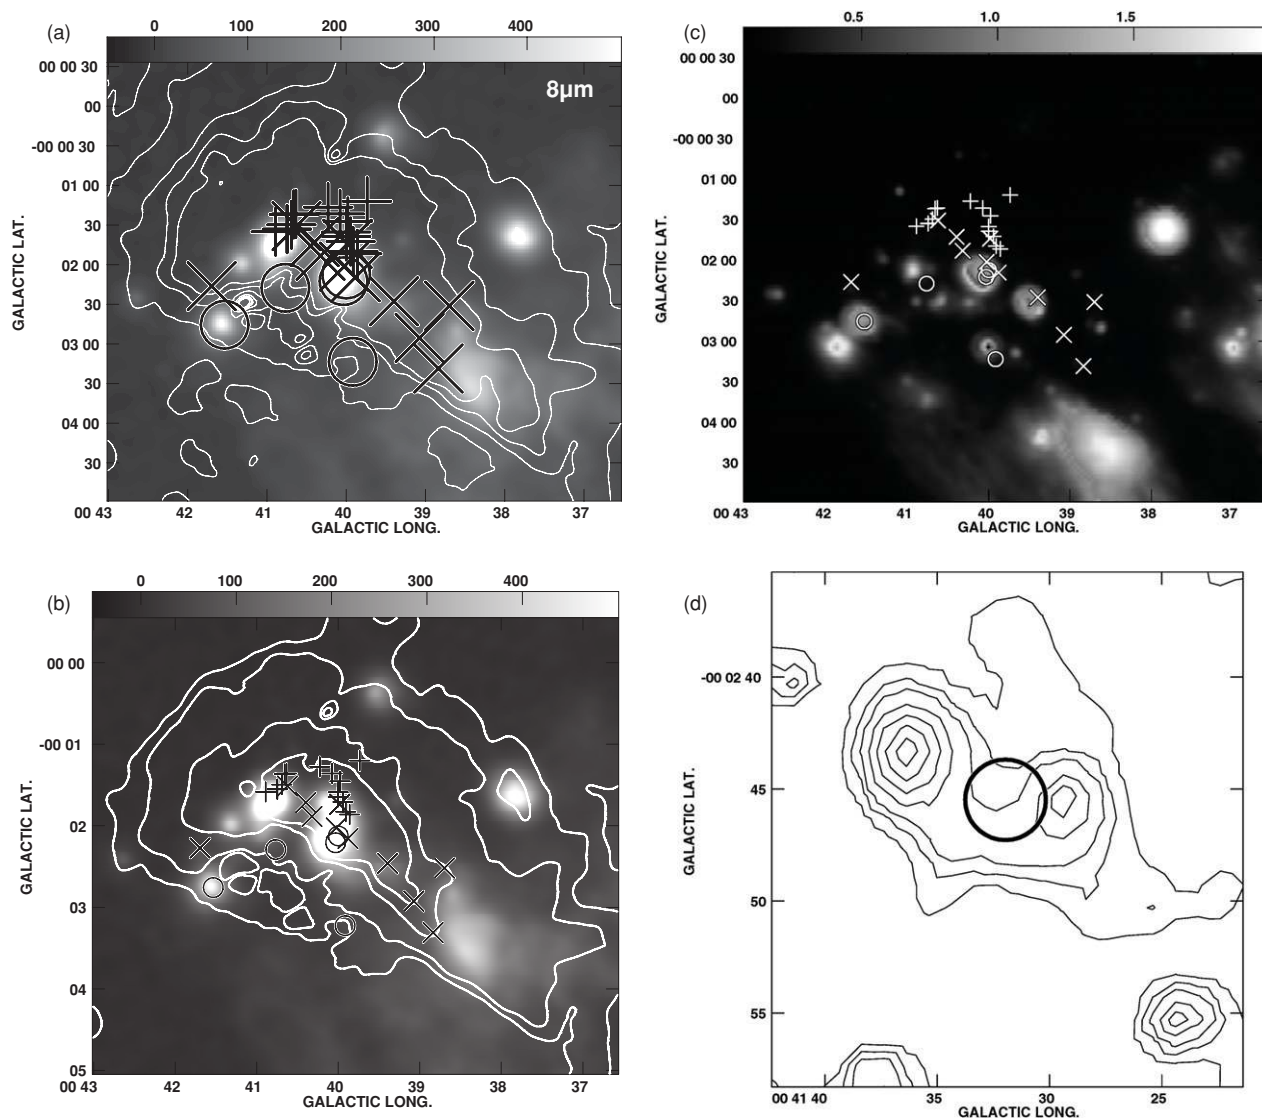 (a)
0 100 200 300 400
00 00 30
8µm
00
-00 00 30
01 00
30
02 00
30
03 00
30
04 00
30
GALACTIC LAT.
00 43 42 41 40 39 38 37
GALACTIC LONG.
(c)
0.5 1.0 1.5
00 00 30
00
-00 00 30
01 00
30
02 00
30
03 00
30
04 00
30
GALACTIC LAT.
00 43 42 41 40 39 38 37
GALACTIC LONG.
(b)
0 100 200 300 400
00 00
-00 01
02
03
04
05
GALACTIC LAT.
00 43 42 41 40 39 38 37
GALACTIC LONG.
(d)
-00 02 40
45
50
55
GALACTIC LAT.
00 41 40 35 30 25
GALACTIC LONG.